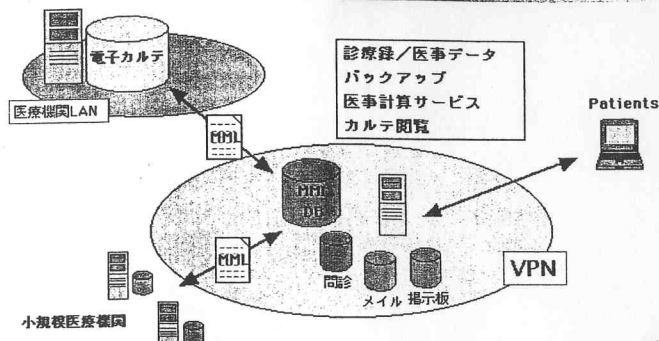 電子カルテ
医療機関LAN
診療録／医事データ
バックアップ
医事計算サービス
カルテ閲覧
Patients
MML
MML
DB
MML
問診
メイル
掲示板
VPN
小規模医療機関